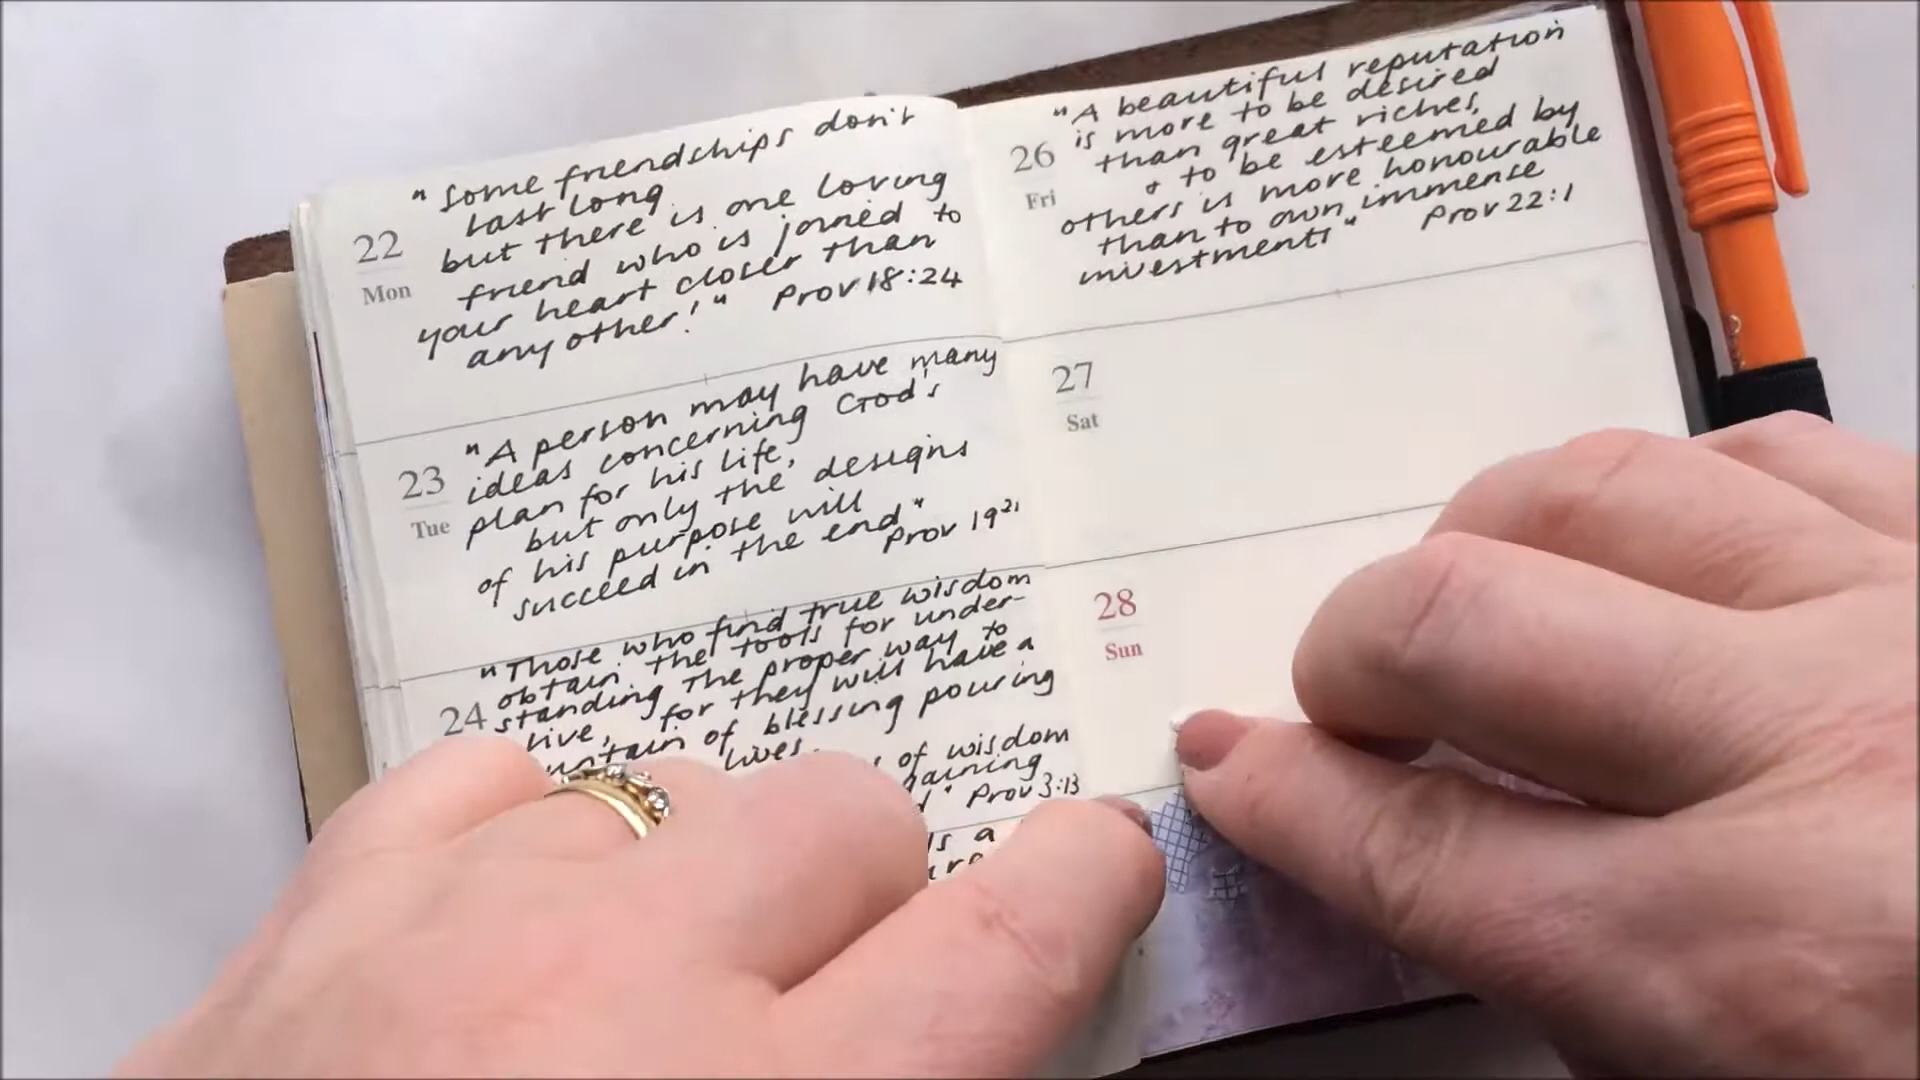 22
Mon
"Some friendships don't
last long
but there is one loving
friend who is joined to
your heart closer than
any other!" Prov 18:24
23
Tue
"A person may have many
ideas concerning God's
plan for his life,
but only the designs
of his purpose will
succeed in the end"
Prov 19²¹
24
"Those who find true wisdom
obtain the tools for under-
standing the proper way to
live, for they will have a
of blessing pouring
lives.
of wisdom
gaining
" Prov 3:13
is a
26
Fri
"A beautiful reputation
is more to be desired
than great riches,
& to be esteemed by
others is more honourable
than to own immense
investments" Prov 22:1
27
Sat
28
Sun